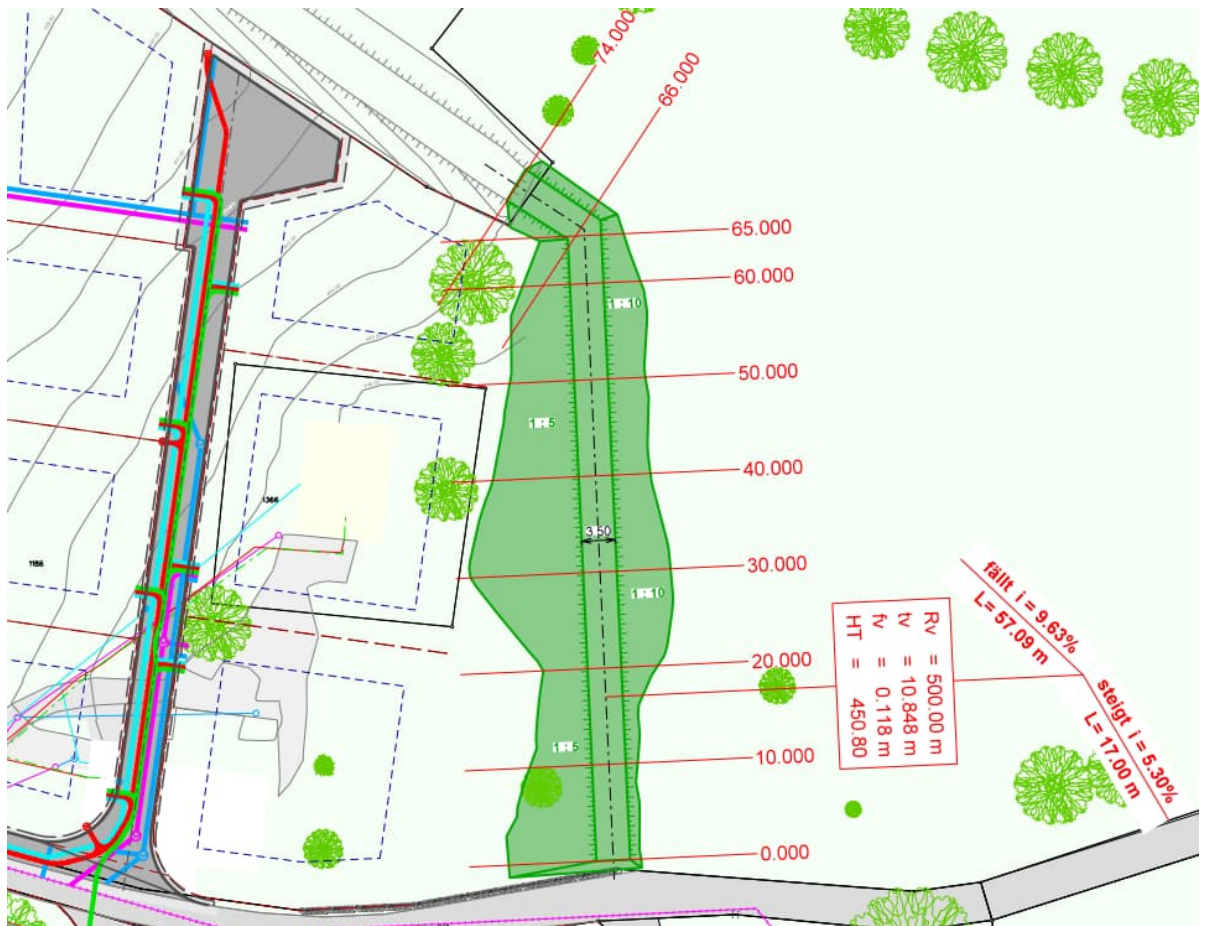 74.000
66.000
65.000
60.000
1 : 10
50.000
1 : 5
40.000
1366
3.50
1186
30.000
1 : 10
20.000
1 : 5
10.000
0.000
Rv = 500.00 m
tv = 10.848 m
fv = 0.118 m
HT = 450.80
fällt i = 9.63%
L= 57.09 m
steigt i = 5.30%
L= 17.00 m